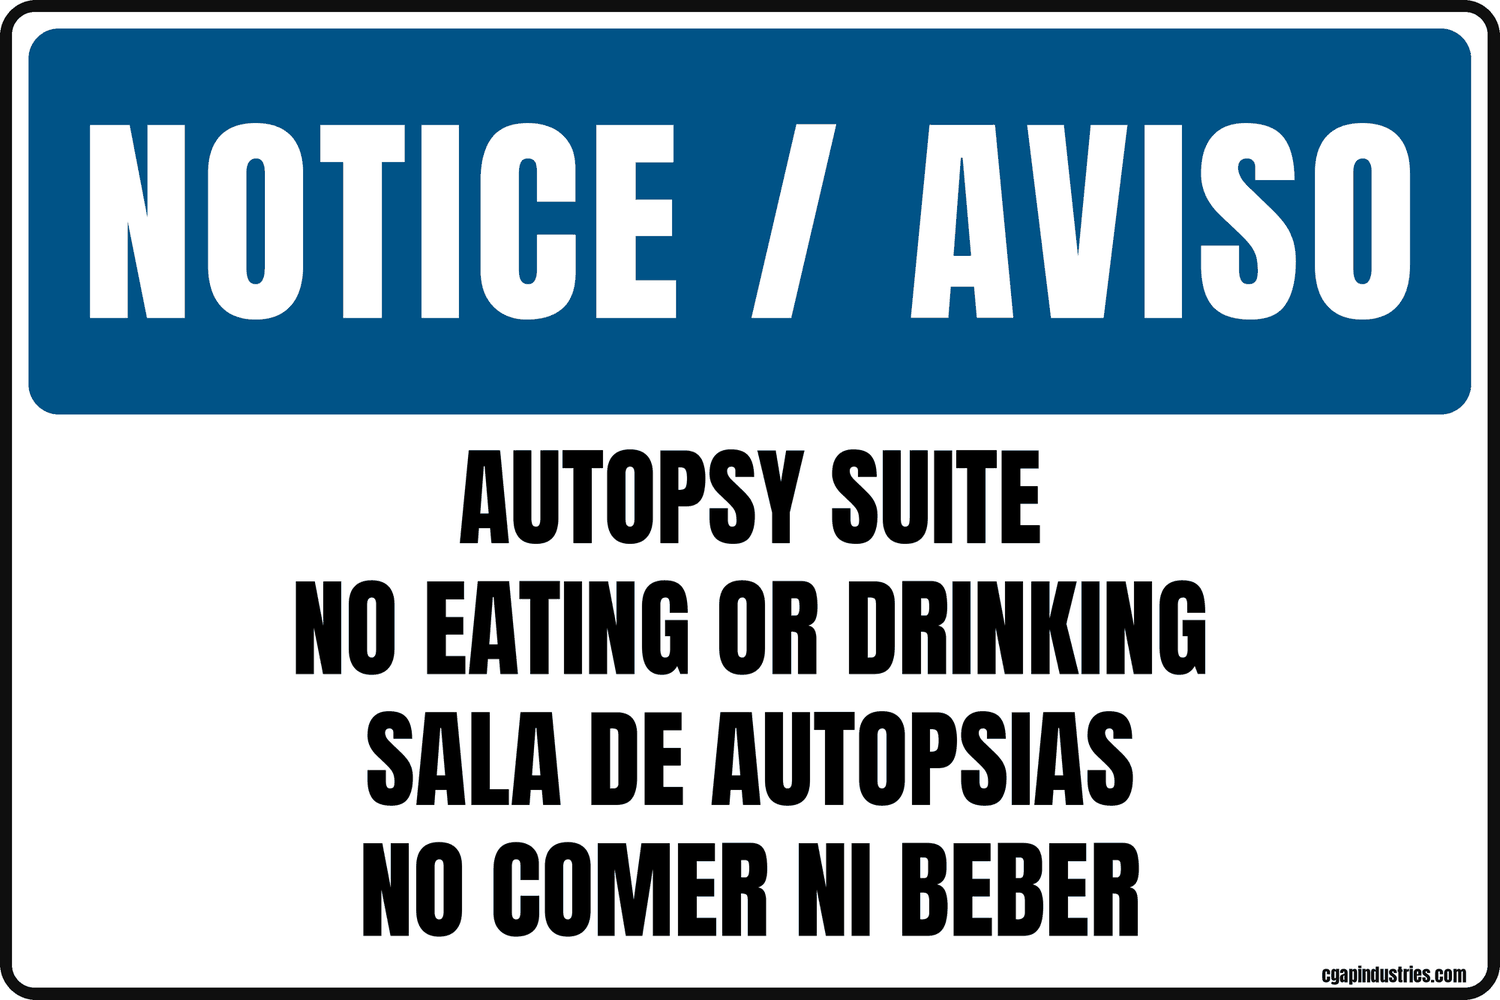 NOTICE / AVISO
AUTOPSY SUITE
NO EATING OR DRINKING
SALA DE AUTOPSIAS
NO COMER NI BEBER
cgapindustries.com